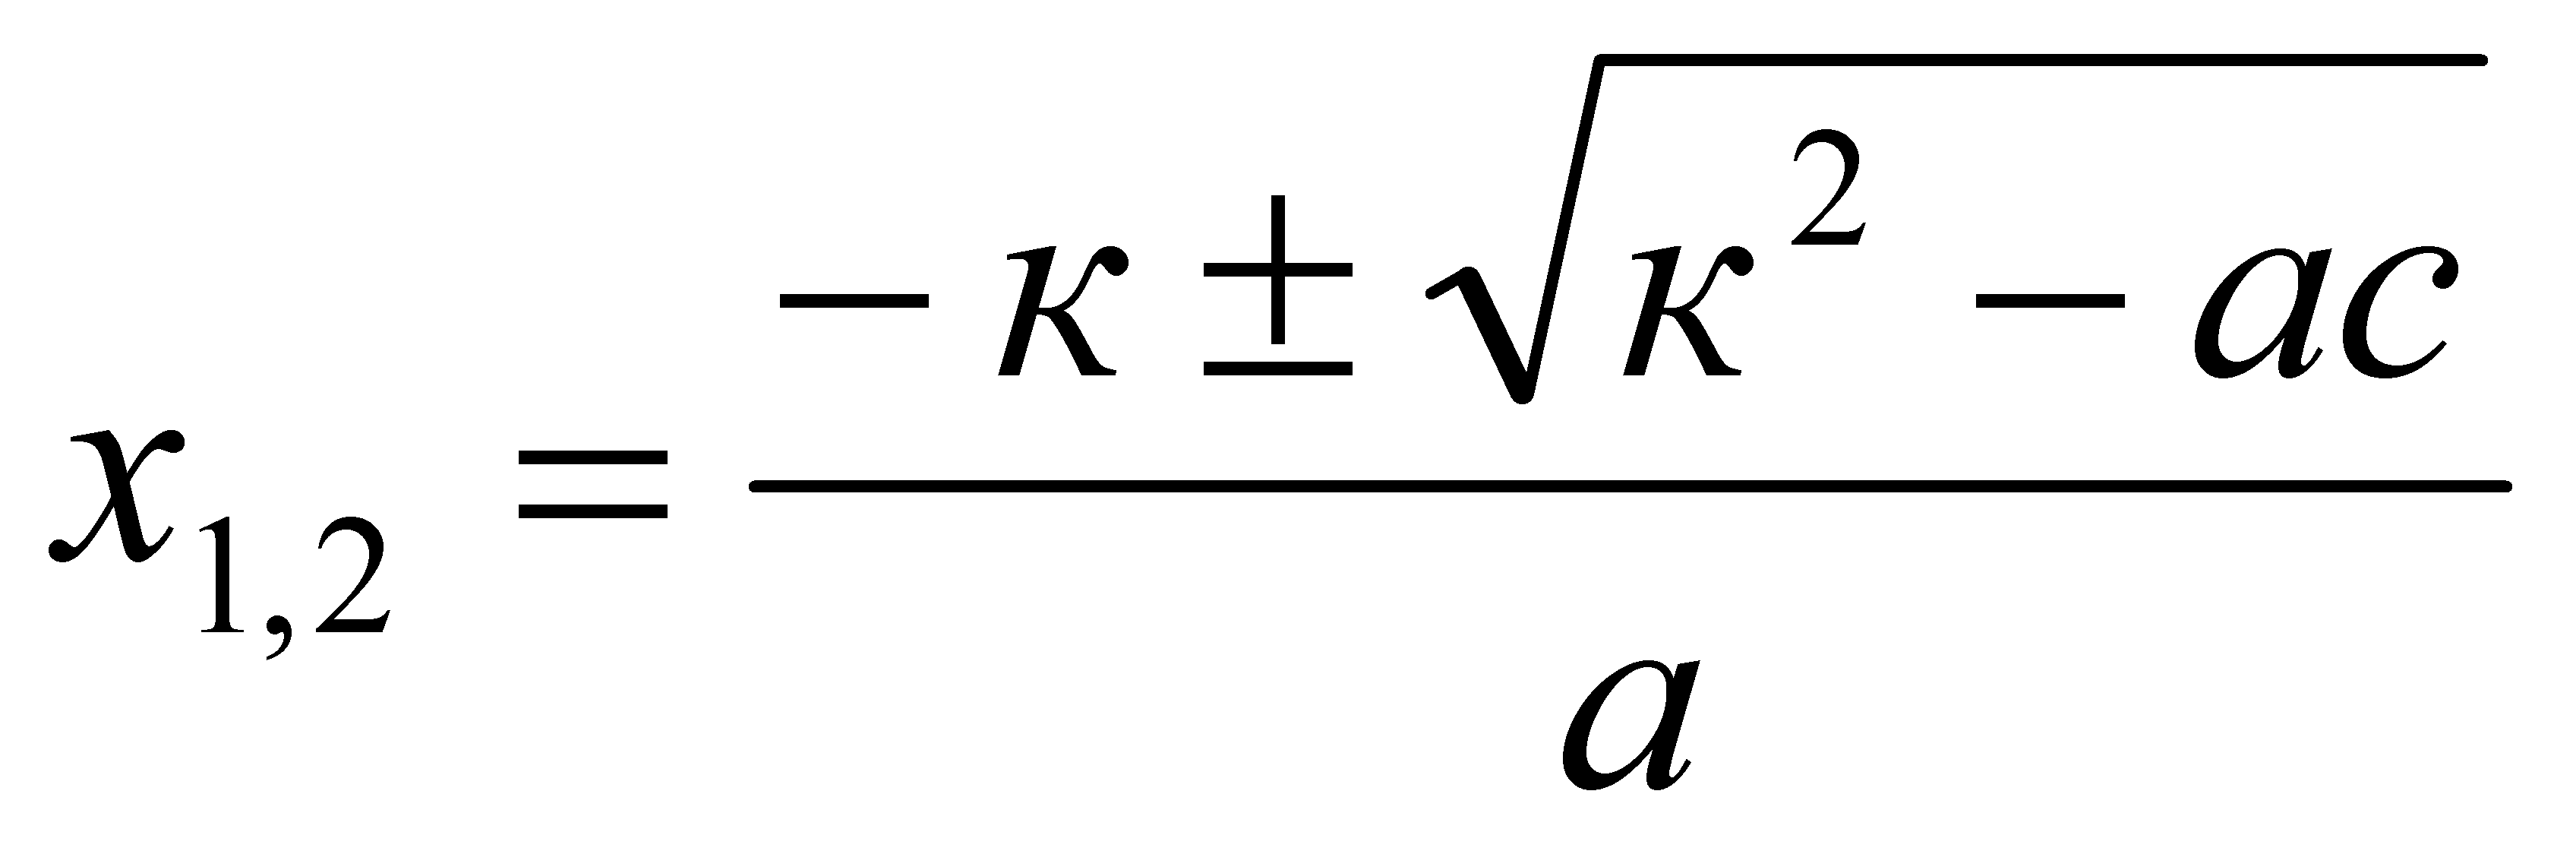 x₁,₂ = (−κ ± √(κ² − ac)) / a